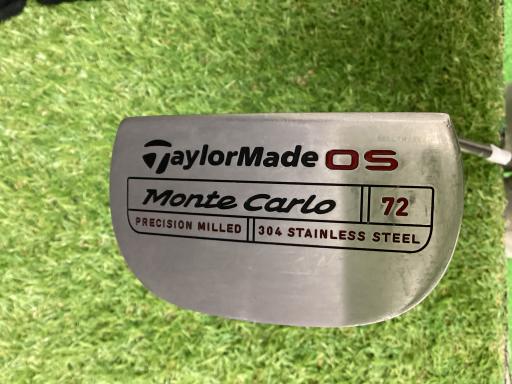 TaylorMade OS
Monte Carlo 72
PRECISION MILLED 304 STAINLESS STEEL